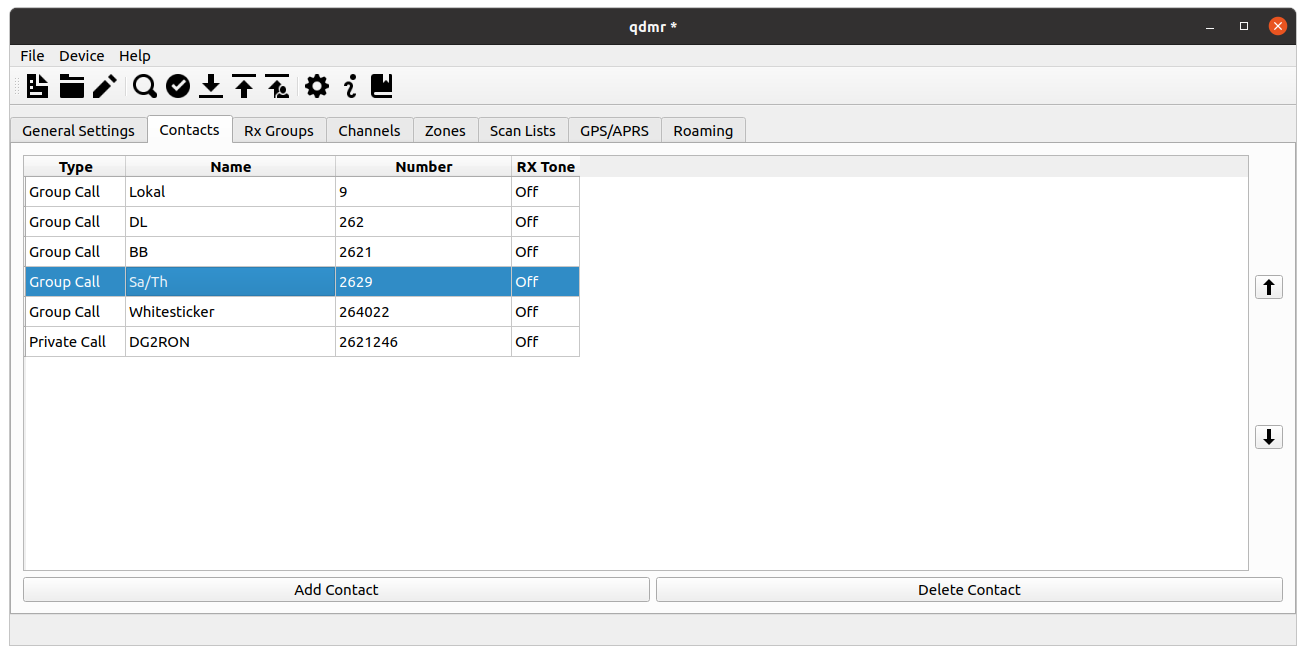 qdmr *
File Device Help
General Settings Contacts Rx Groups Channels Zones Scan Lists GPS/APRS Roaming
Type Name Number RX Tone
Group Call Lokal 9 Off
Group Call DL 262 Off
Group Call BB 2621 Off
Group Call Sa/Th 2629 Off
Group Call Whitesticker 264022 Off
Private Call DG2RON 2621246 Off
Add Contact Delete Contact